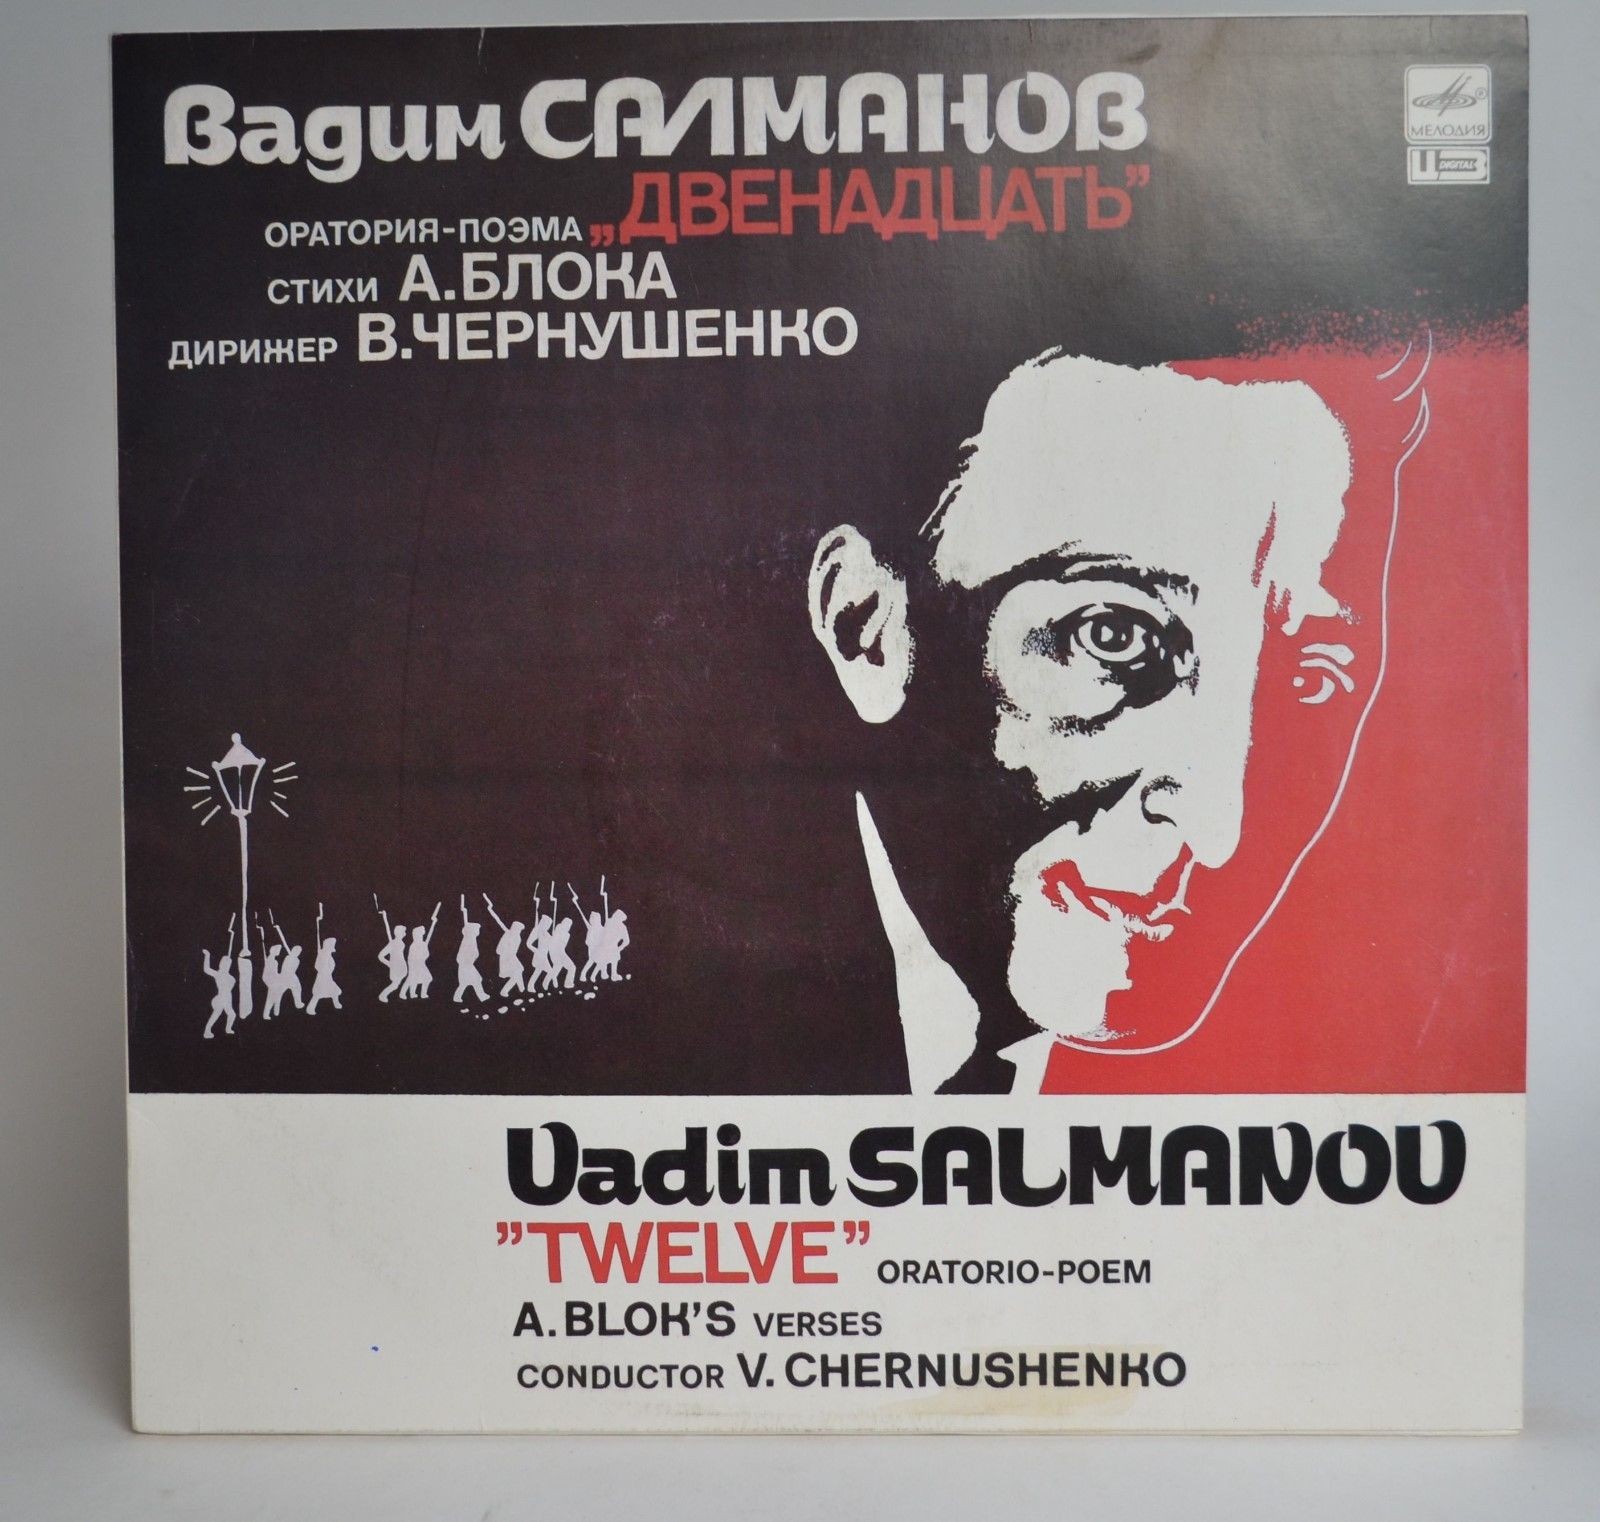 Вадим САЛМАНОВ
ОРАТОРИЯ-ПОЭМА „ДВЕНАДЦАТЬ”
СТИХИ А.БЛОКА
ДИРИЖЕР В.ЧЕРНУШЕНКО
МЕЛОДИЯ
DIGITAL
Vadim SALMANOV
”TWELVE” ORATORIO-POEM
A.BLOK’S VERSES
CONDUCTOR V.CHERNUSHENKO